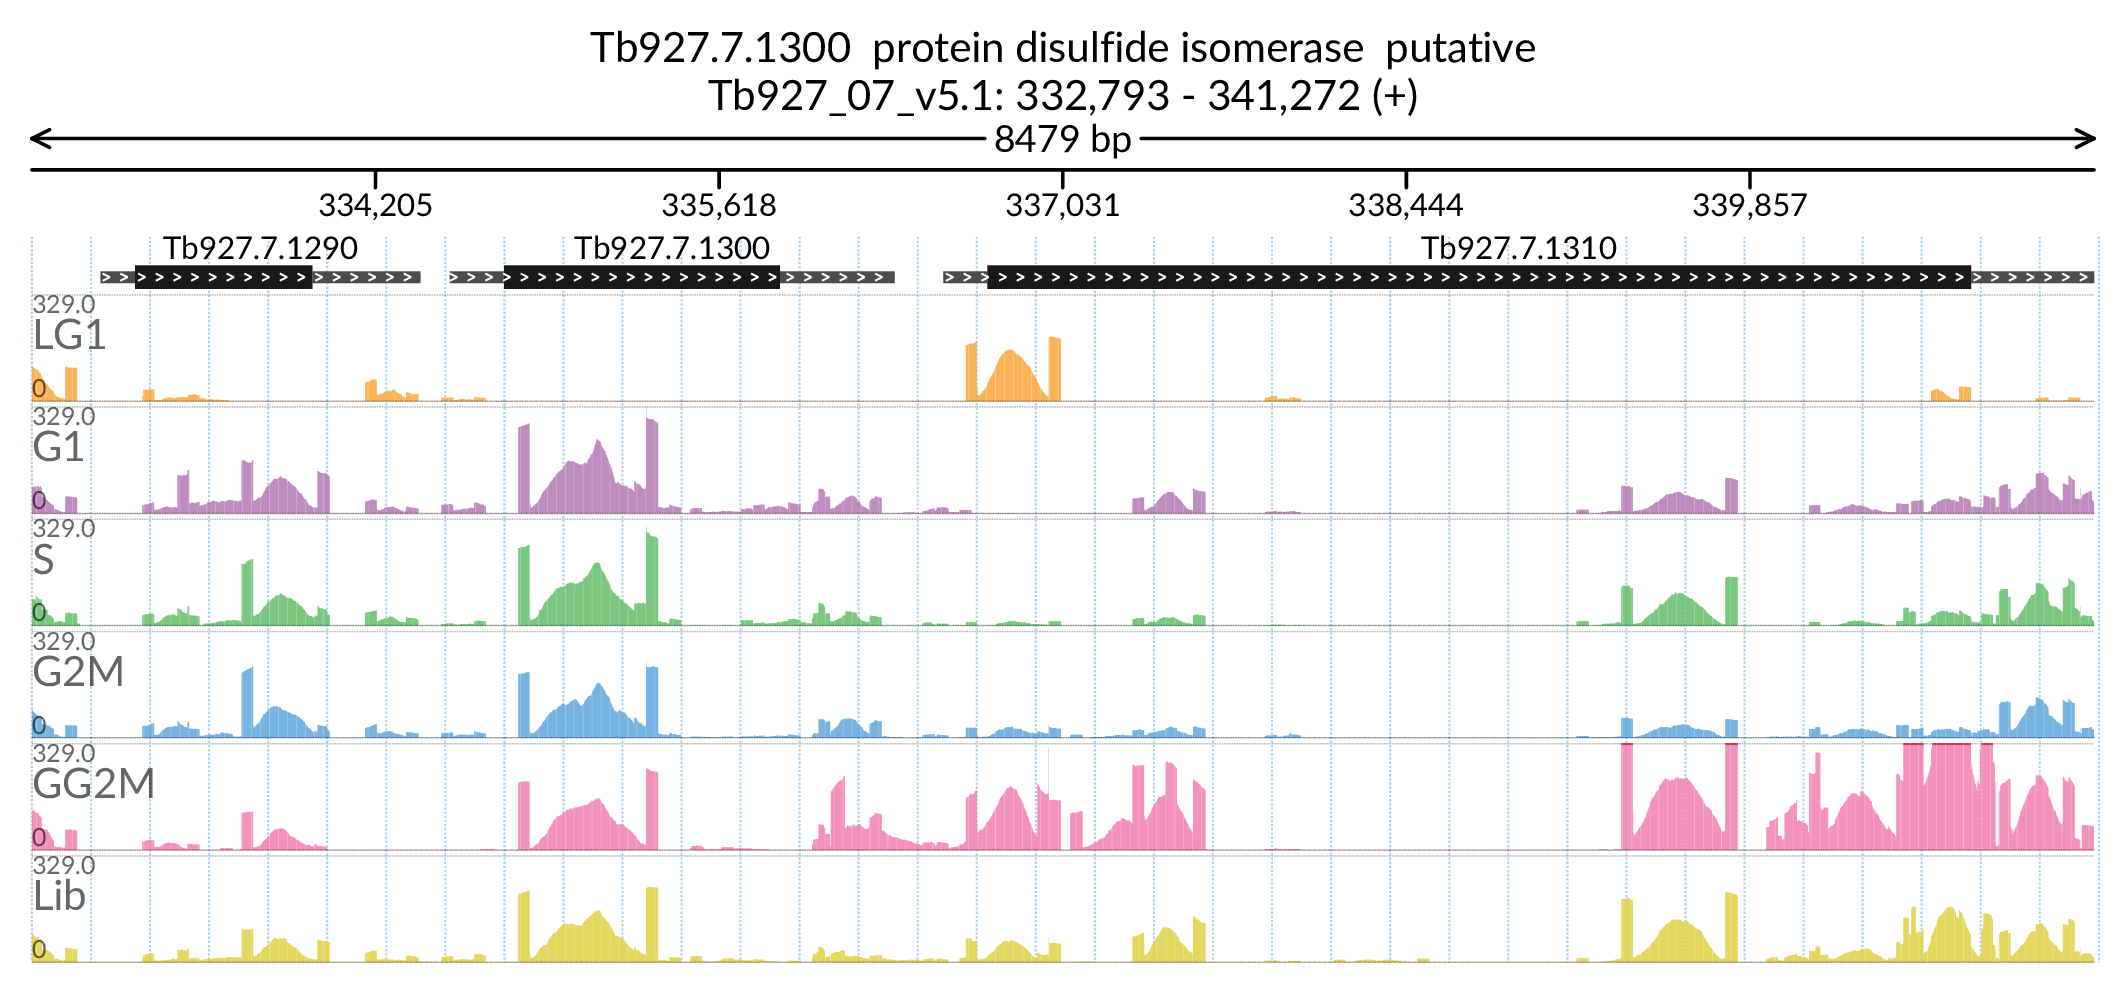 Tb927.7.1300 protein disulfide isomerase putative
Tb927_07_v5.1: 332,793 - 341,272 (+)
8479 bp
334,205 335,618 337,031 338,444 339,857
Tb927.7.1290 Tb927.7.1300 Tb927.7.1310
329.0
LG1
0
329.0
G1
0
329.0
S
0
329.0
G2M
0
329.0
GG2M
0
329.0
Lib
0